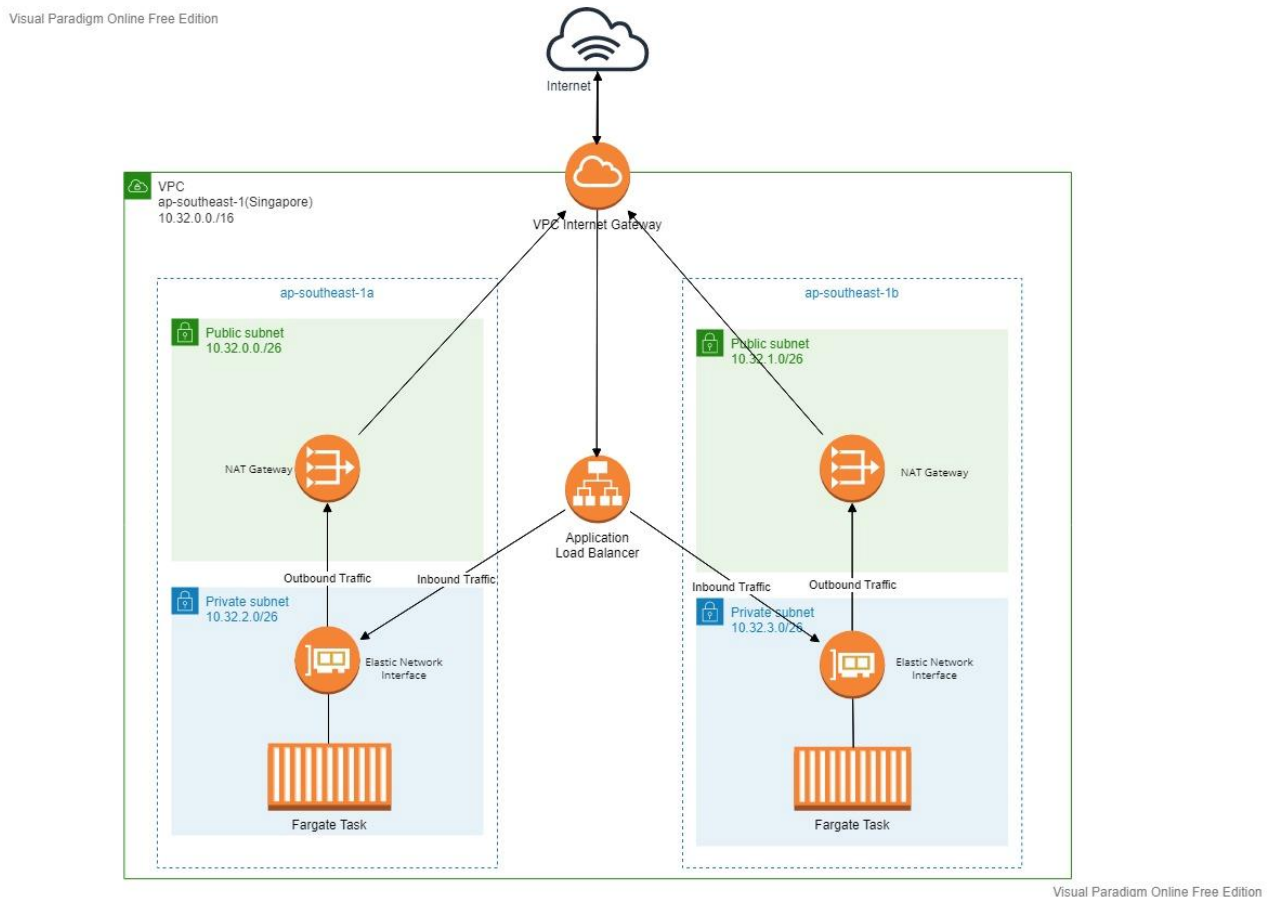 Visual Paradigm Online Free Edition
Internet
VPC
ap-southeast-1(Singapore)
10.32.0.0./16
VPC Internet Gateway
ap-southeast-1a
ap-southeast-1b
Public subnet
10.32.0.0./26
Public subnet
10.32.1.0/26
NAT Gateway
NAT Gateway
Application
Load Balancer
Outbound Traffic
Inbound Traffic
Inbound Traffic
Outbound Traffic
Private subnet
10.32.2.0/26
Private subnet
10.32.3.0/26
Elastic Network
Interface
Elastic Network
Interface
Fargate Task
Fargate Task
Visual Paradigm Online Free Edition